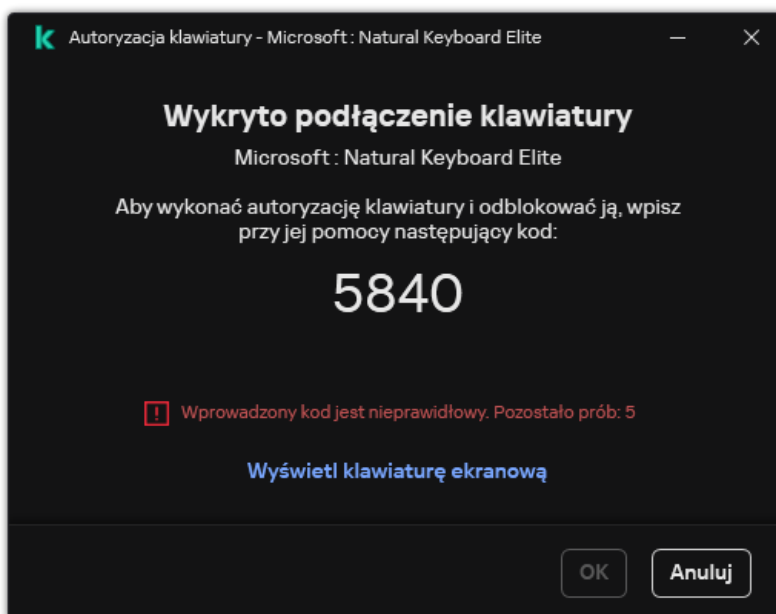 Autoryzacja klawiatury - Microsoft : Natural Keyboard Elite
Wykryto podłączenie klawiatury
Microsoft : Natural Keyboard Elite
Aby wykonać autoryzację klawiatury i odblokować ją, wpisz
przy jej pomocy następujący kod:
5840
Wprowadzony kod jest nieprawidłowy. Pozostało prób: 5
Wyświetl klawiaturę ekranową
OK
Anuluj